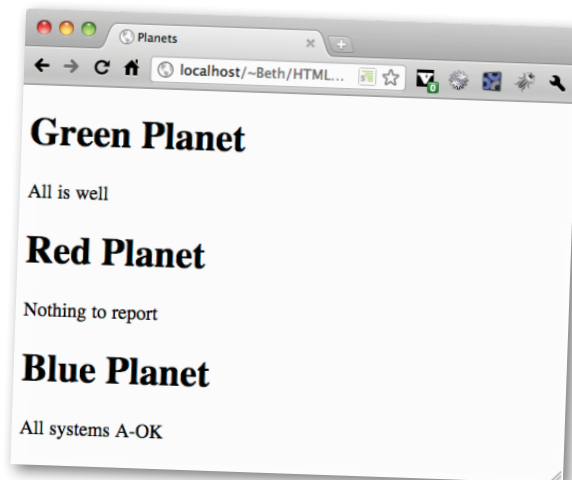 Planets
localhost/~Beth/HTML...
0
Green Planet
All is well
Red Planet
Nothing to report
Blue Planet
All systems A-OK